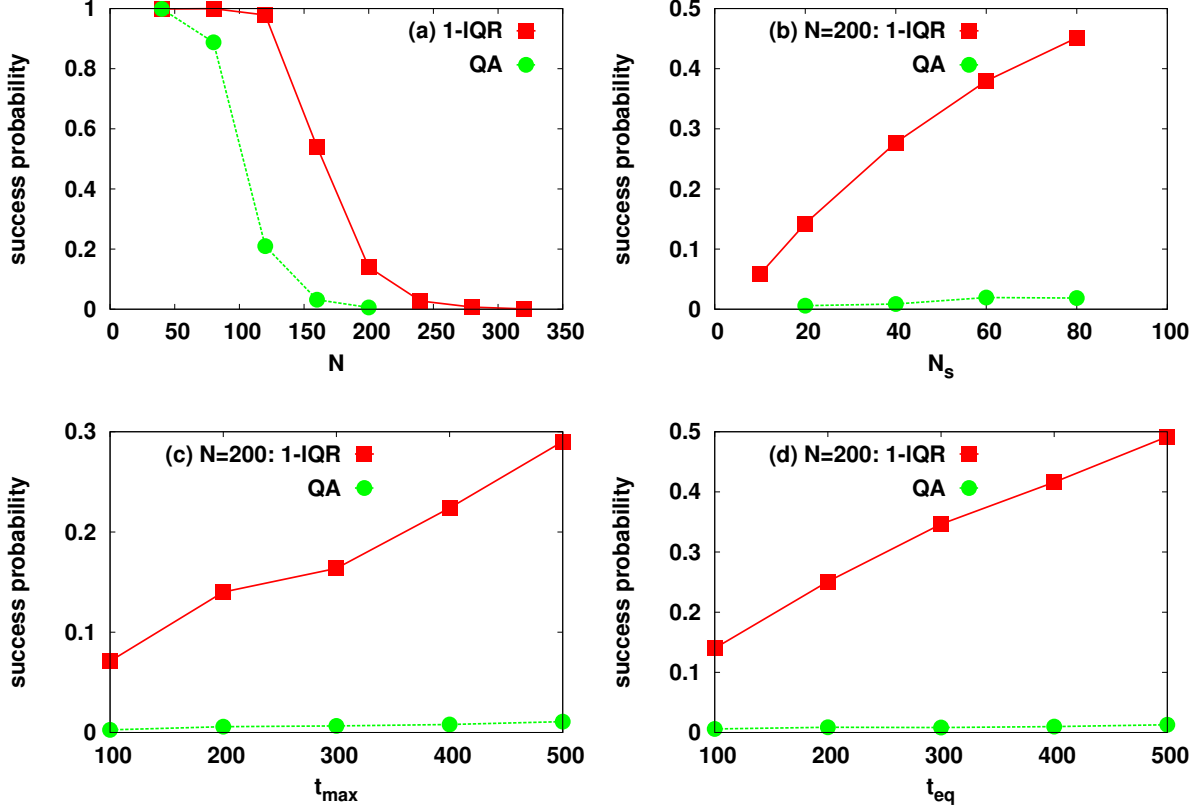 (a) 1-IQR
QA
success probability
1
0.8
0.6
0.4
0.2
0
0 50 100 150 200 250 300 350
N
(b) N=200: 1-IQR
QA
success probability
0.5
0.4
0.3
0.2
0.1
0
0 20 40 60 80 100
N_s
(c) N=200: 1-IQR
QA
success probability
0.3
0.2
0.1
0
100 200 300 400 500
t_max
(d) N=200: 1-IQR
QA
success probability
0.5
0.4
0.3
0.2
0.1
0
100 200 300 400 500
t_eq